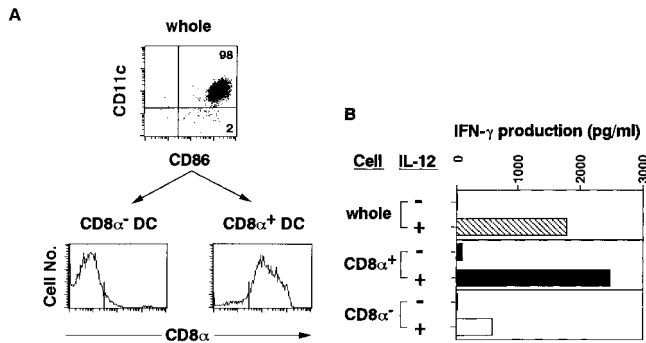 A
whole
98
2
CD11c
CD86
CD8α⁻ DC
CD8α⁺ DC
Cell No.
CD8α
B
IFN-γ production (pg/ml)
Cell IL-12
0
1000
2000
3000
whole
-
+
CD8α⁺
-
+
CD8α⁻
-
+